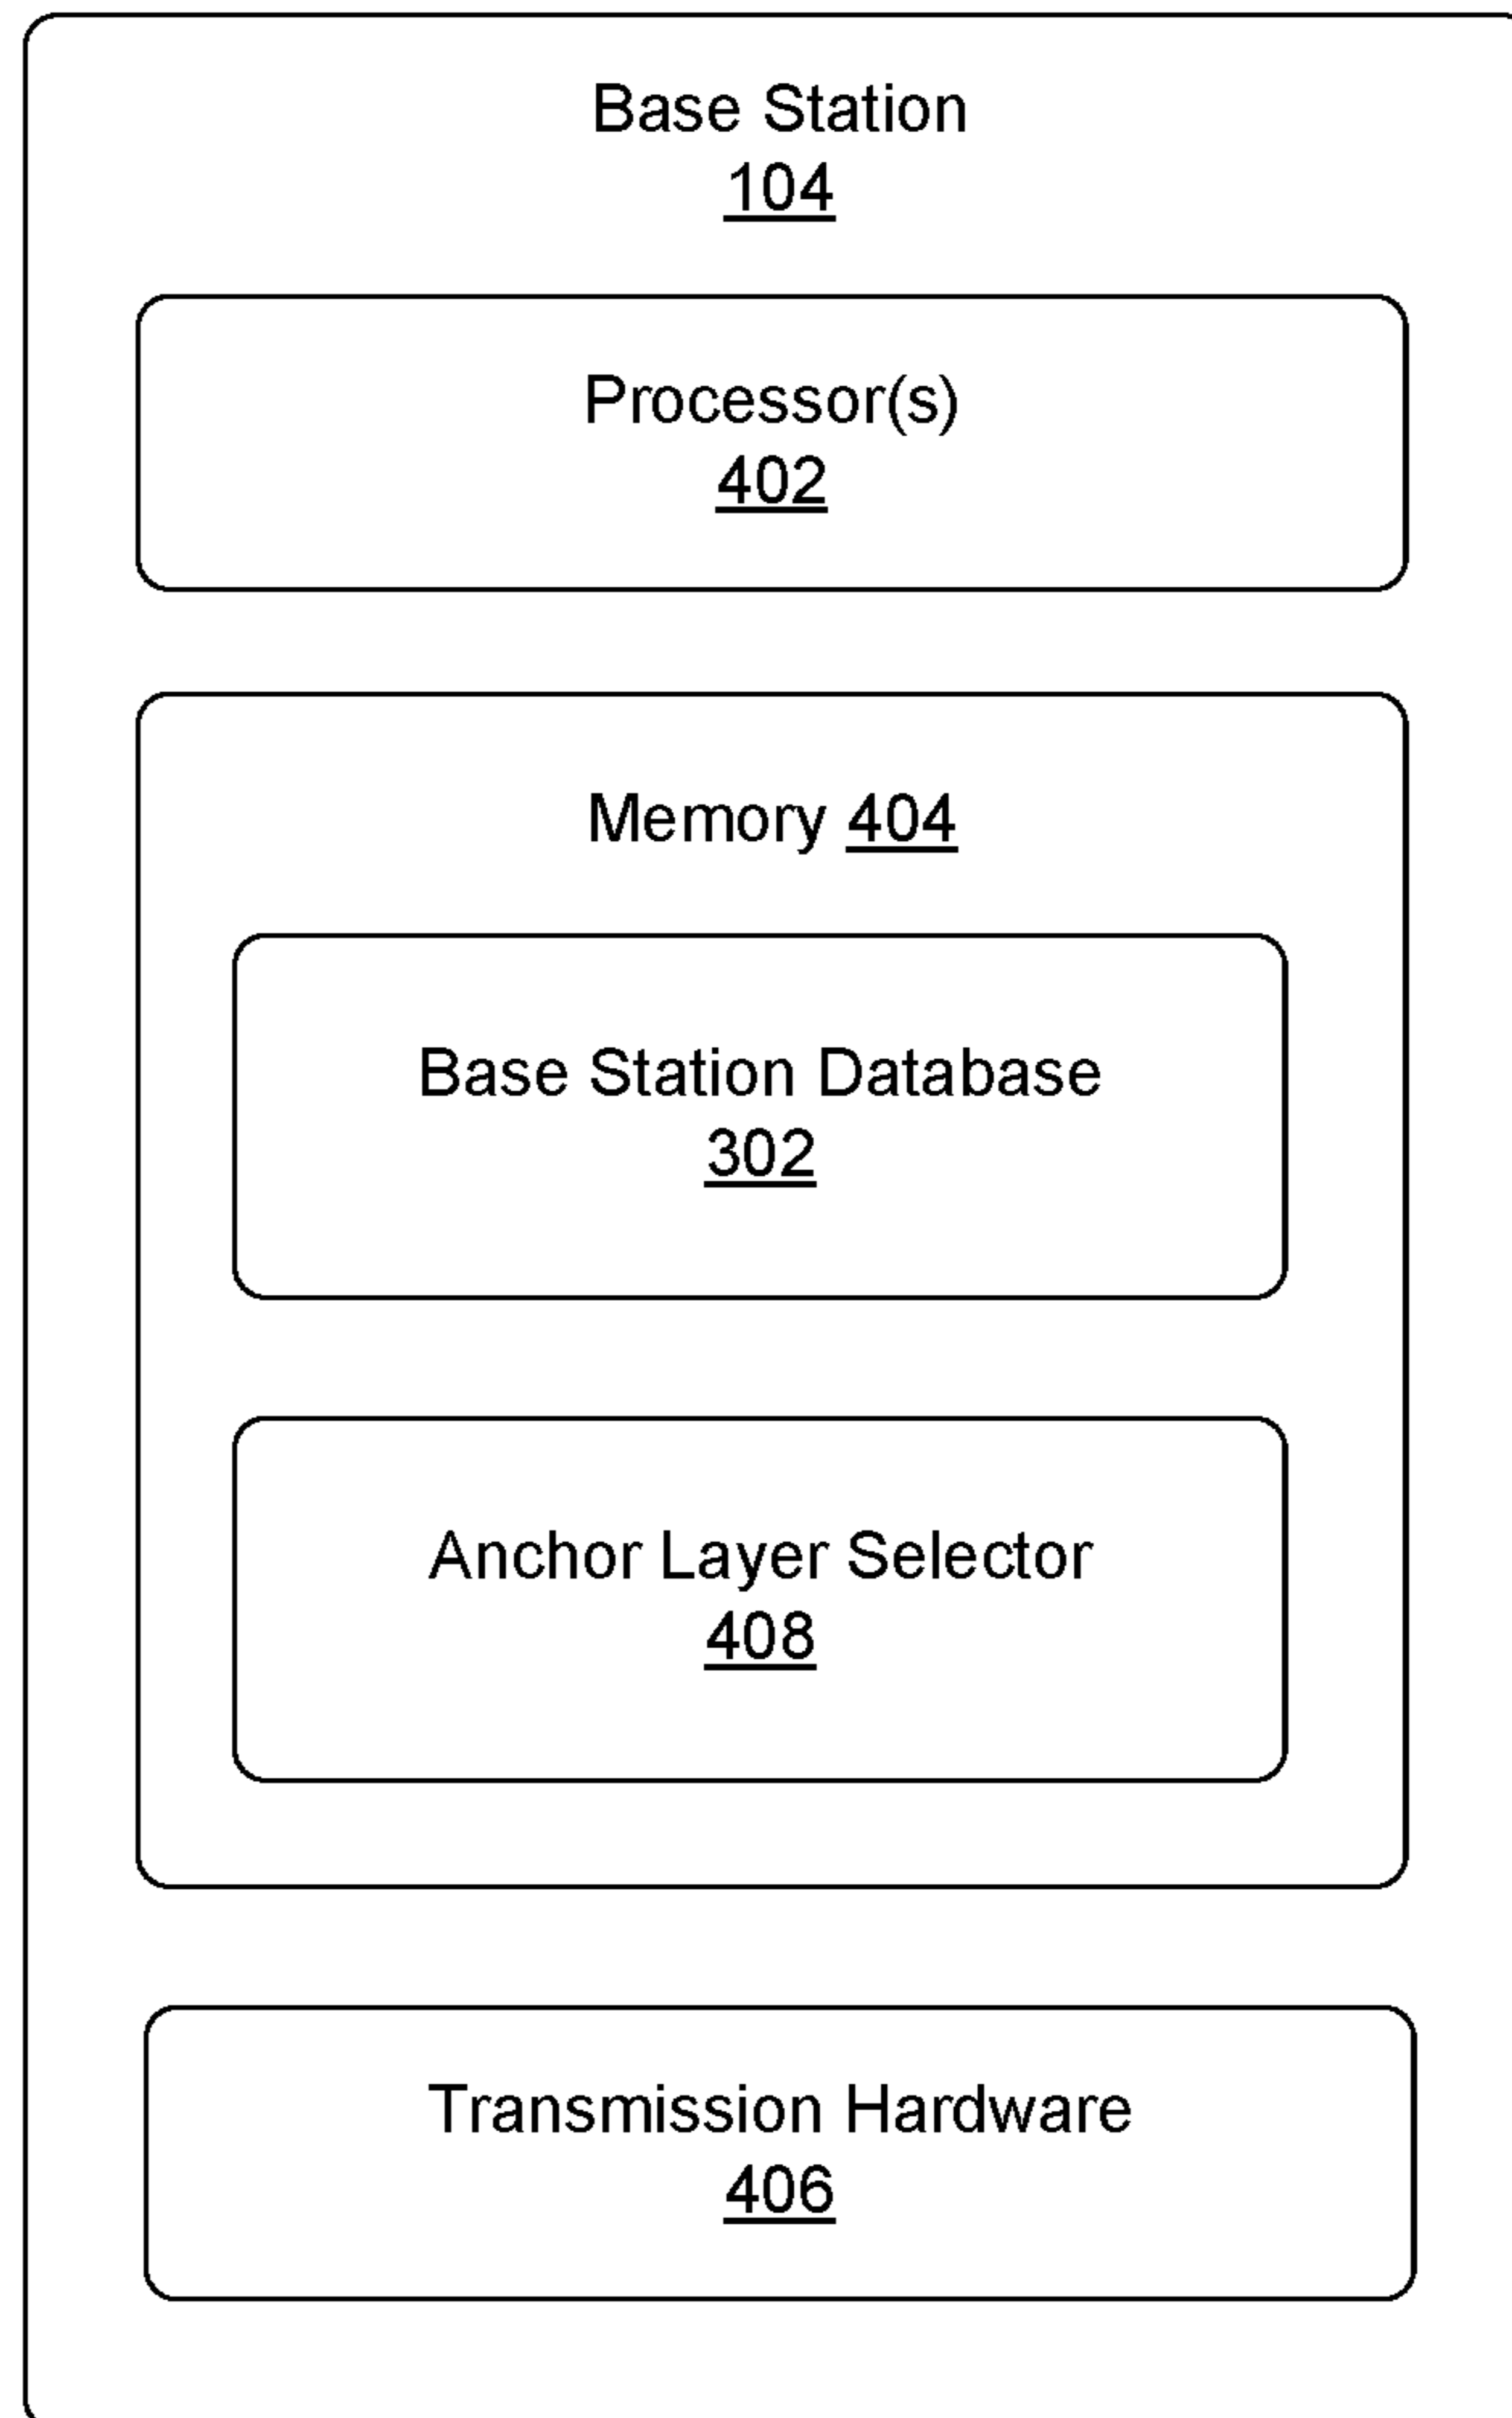 Base Station
104
Processor(s)
402
Memory 404
Base Station Database
302
Anchor Layer Selector
408
Transmission Hardware
406